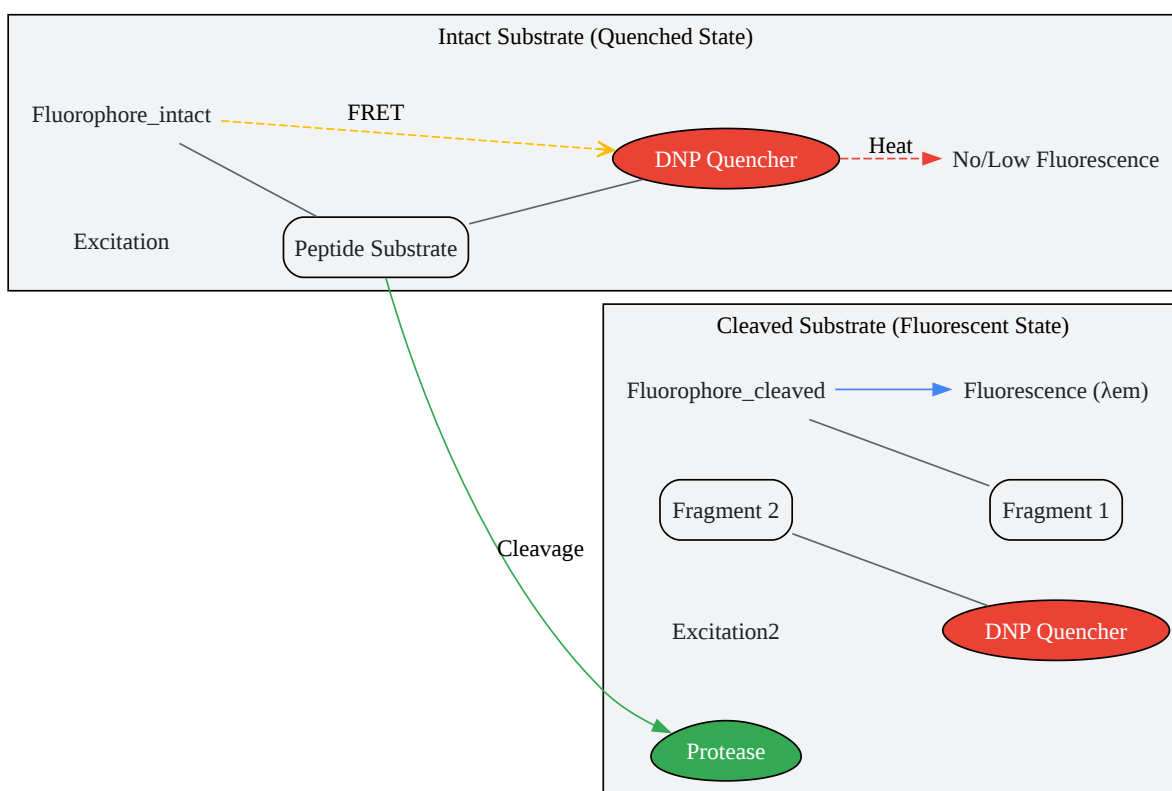 Intact Substrate (Quenched State)
Fluorophore_intact
FRET
DNP Quencher
Heat
No/Low Fluorescence
Excitation
Peptide Substrate
Cleaved Substrate (Fluorescent State)
Fluorophore_cleaved
Fluorescence (λem)
Fragment 2
Fragment 1
Cleavage
Excitation2
DNP Quencher
Protease